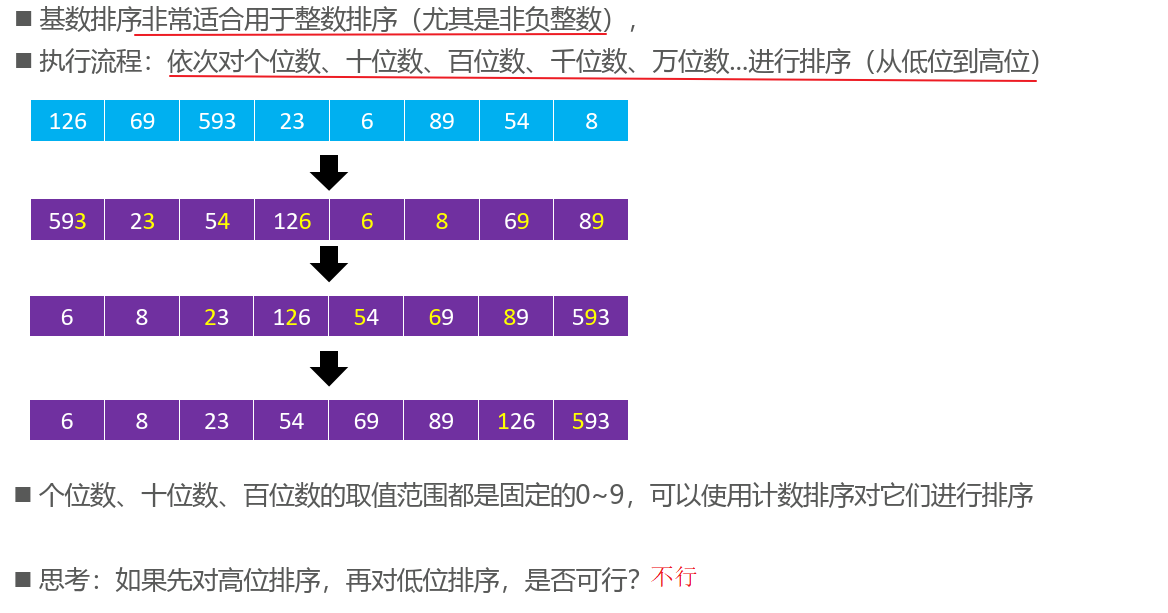 ■ 基数排序非常适合用于整数排序（尤其是非负整数），
■ 执行流程：依次对个位数、十位数、百位数、千位数、万位数...进行排序（从低位到高位）
126 69 593 23 6 89 54 8
593 23 54 126 6 8 69 89
6 8 23 126 54 69 89 593
6 8 23 54 69 89 126 593
■ 个位数、十位数、百位数的取值范围都是固定的0~9，可以使用计数排序对它们进行排序
■ 思考：如果先对高位排序，再对低位排序，是否可行？不行